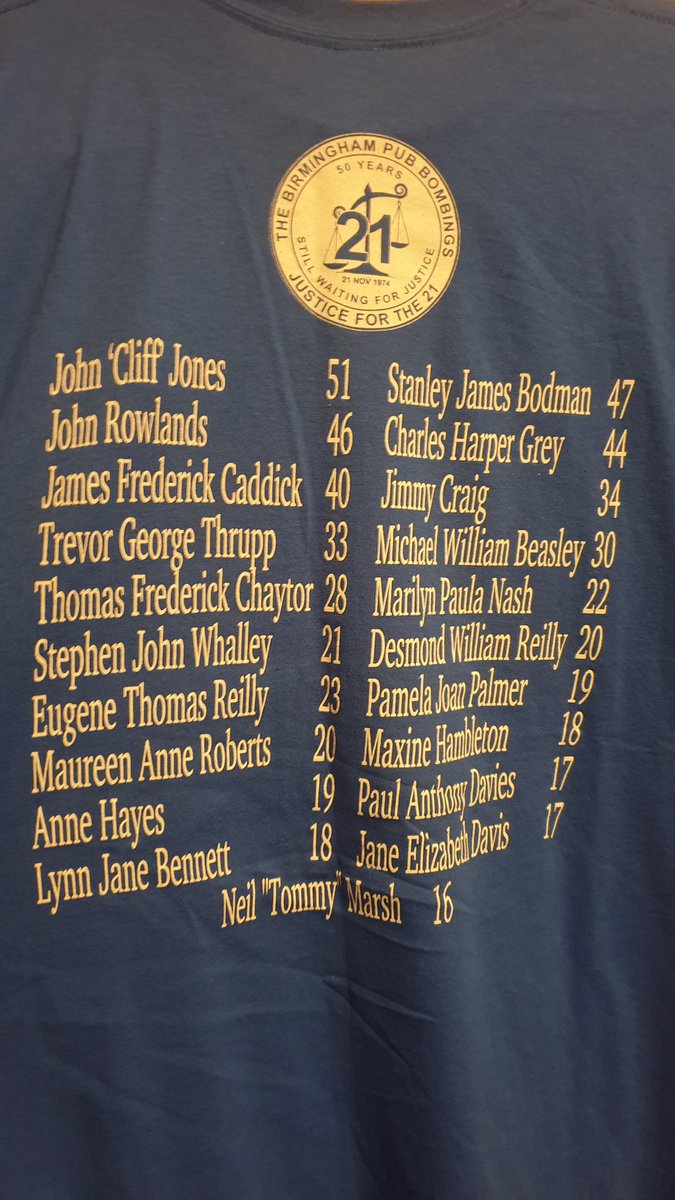 THE BIRMINGHAM PUB BOMBINGS
50 YEARS
21
21 NOV 1974
STILL WAITING FOR JUSTICE
JUSTICE FOR THE 21
John 'Cliff' Jones 51
John Rowlands 46
James Frederick Caddick 40
Trevor George Thrupp 33
Thomas Frederick Chaytor 28
Stephen John Whalley 21
Eugene Thomas Reilly 23
Maureen Anne Roberts 20
Anne Hayes 19
Lynn Jane Bennett 18
Stanley James Bodman 47
Charles Harper Grey 44
Jimmy Craig 34
Michael William Beasley 30
Marilyn Paula Nash 22
Desmond William Reilly 20
Pamela Joan Palmer 19
Maxine Hambleton 18
Paul Anthony Davies 17
Jane Elizabeth Davis 17
Neil "Tommy" Marsh 16